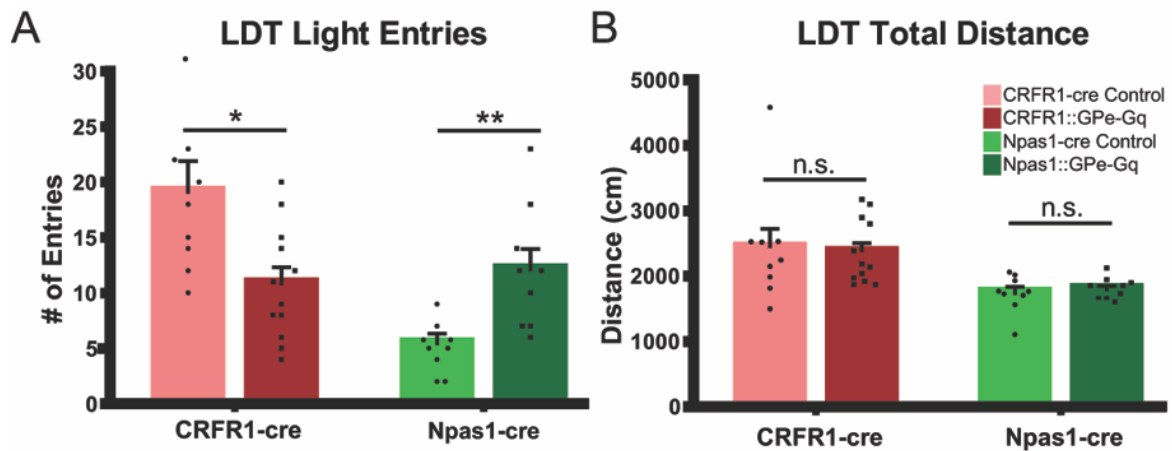 A
LDT Light Entries
# of Entries
30
25
20
15
10
5
0
*
**
CRFR1-cre
Npas1-cre
B
LDT Total Distance
Distance (cm)
5000
4000
3000
2000
1000
0
CRFR1-cre Control
CRFR1::GPe-Gq
Npas1-cre Control
Npas1::GPe-Gq
n.s.
n.s.
CRFR1-cre
Npas1-cre